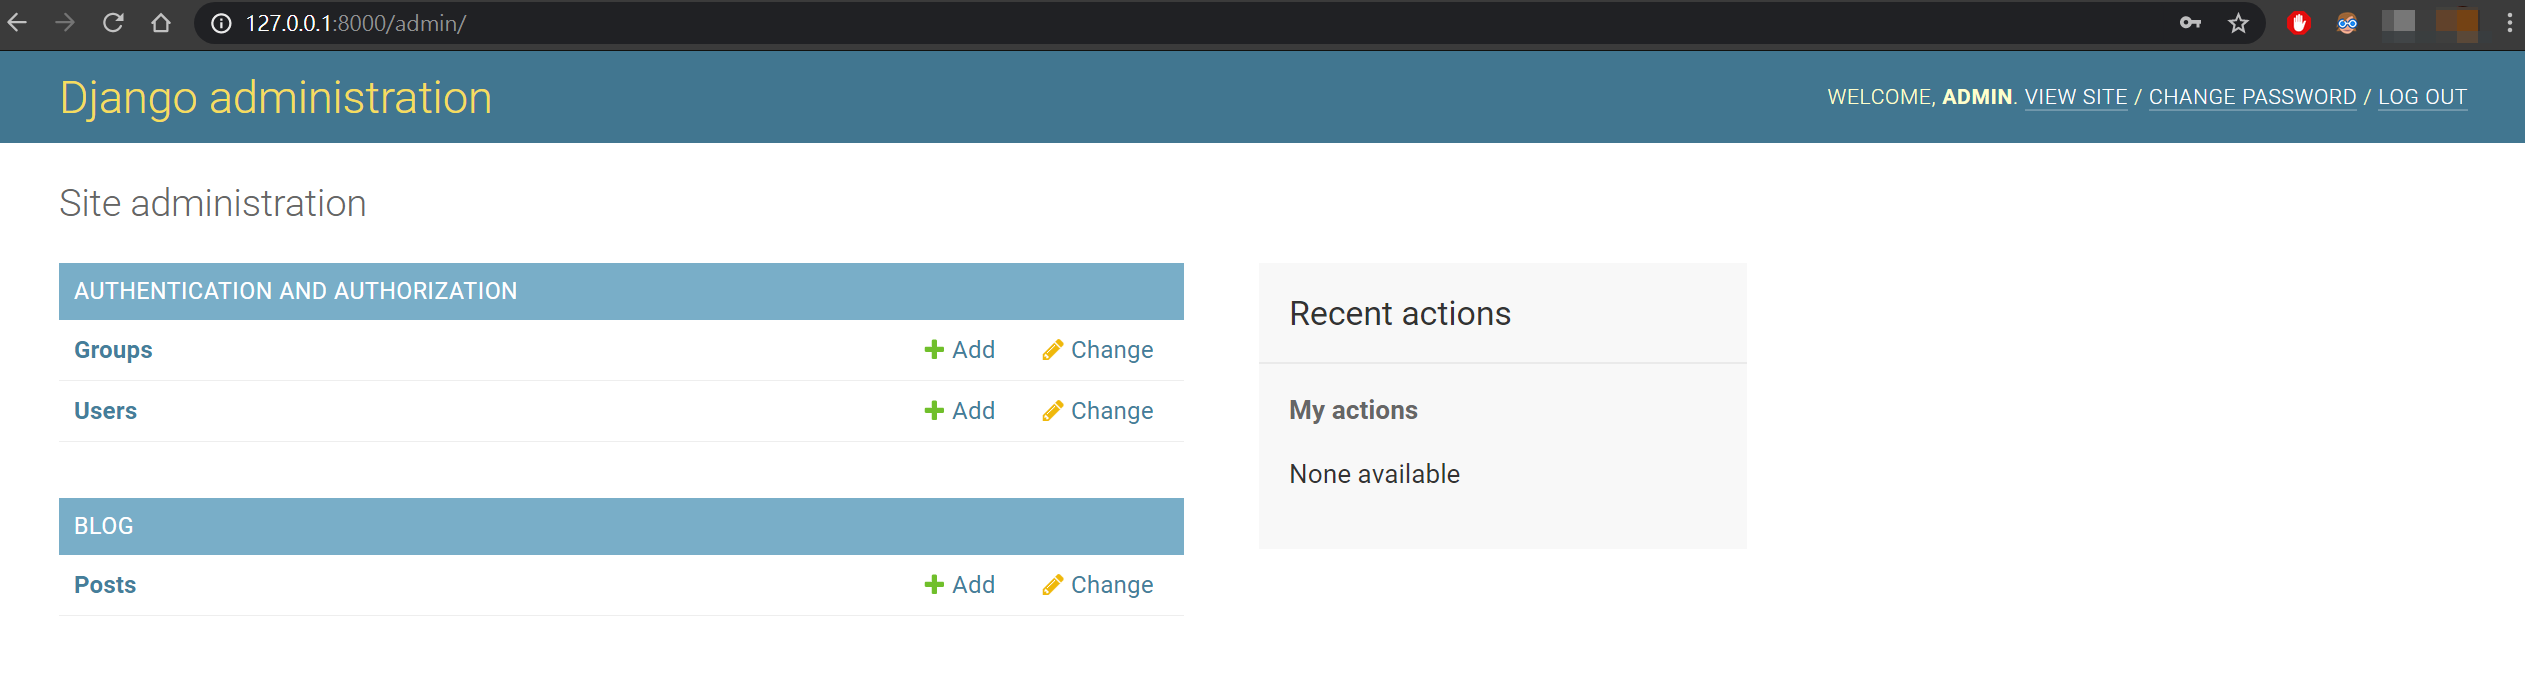 127.0.0.1:8000/admin/
Django administration
WELCOME, ADMIN. VIEW SITE / CHANGE PASSWORD / LOG OUT
Site administration
AUTHENTICATION AND AUTHORIZATION
Groups Add Change
Users Add Change
BLOG
Posts Add Change
Recent actions
My actions
None available